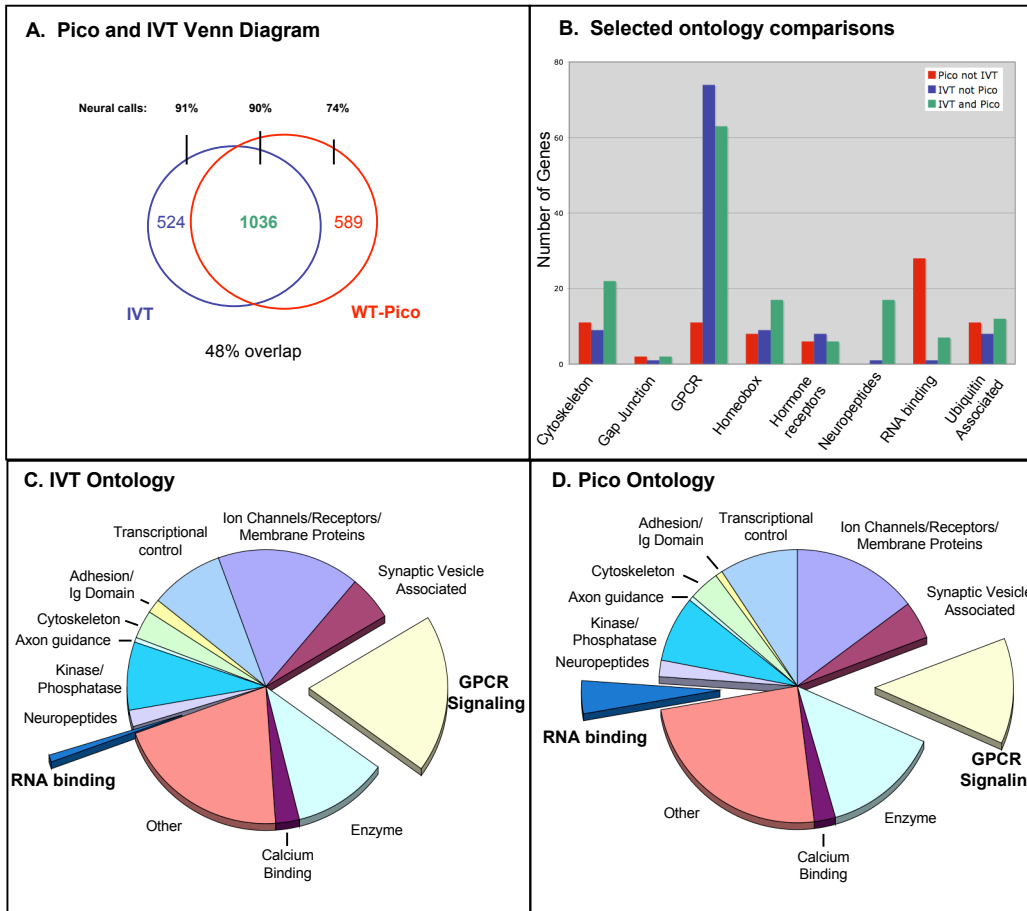 A. Pico and IVT Venn Diagram
Neural calls: 91% 90% 74%
524 1036 589
IVT WT-Pico
48% overlap
B. Selected ontology comparisons
80
60
40
20
0
Number of Genes
Pico not IVT
IVT not Pico
IVT and Pico
Cytoskeleton
Gap Junction
GPCR
Homeobox
Hormone
receptors
Neuropeptides
RNA binding
Ubiquitin
Associated
C. IVT Ontology
Ion Channels/Receptors/
Membrane Proteins
Transcriptional
control
Synaptic Vesicle
Associated
Adhesion/
Ig Domain
Cytoskeleton
Axon guidance
Kinase/
Phosphatase
GPCR
Signaling
Neuropeptides
RNA binding
Other
Enzyme
Calcium
Binding
D. Pico Ontology
Transcriptional
control
Ion Channels/Receptors/
Membrane Proteins
Adhesion/
Ig Domain
Cytoskeleton
Synaptic Vesicle
Associated
Axon guidance
Kinase/
Phosphatase
Neuropeptides
RNA binding
GPCR
Signalin
Other
Enzyme
Calcium
Binding